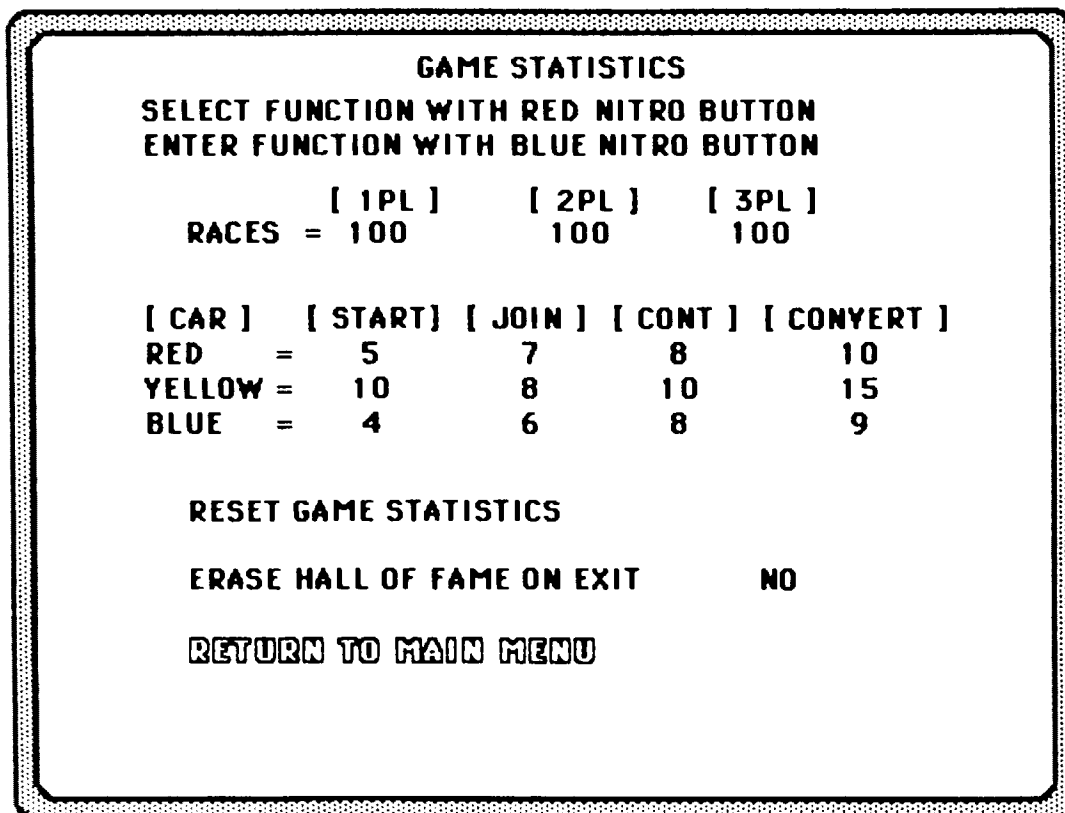 GAME STATISTICS
SELECT FUNCTION WITH RED NITRO BUTTON
ENTER FUNCTION WITH BLUE NITRO BUTTON
[ 1PL ] [ 2PL ] [ 3PL ]
RACES = 100 100 100
[ CAR ] [ START] [ JOIN ] [ CONT ] [ CONVERT ]
RED = 5 7 8 10
YELLOW = 10 8 10 15
BLUE = 4 6 8 9
RESET GAME STATISTICS
ERASE HALL OF FAME ON EXIT NO
RETURN TO MAIN MENU